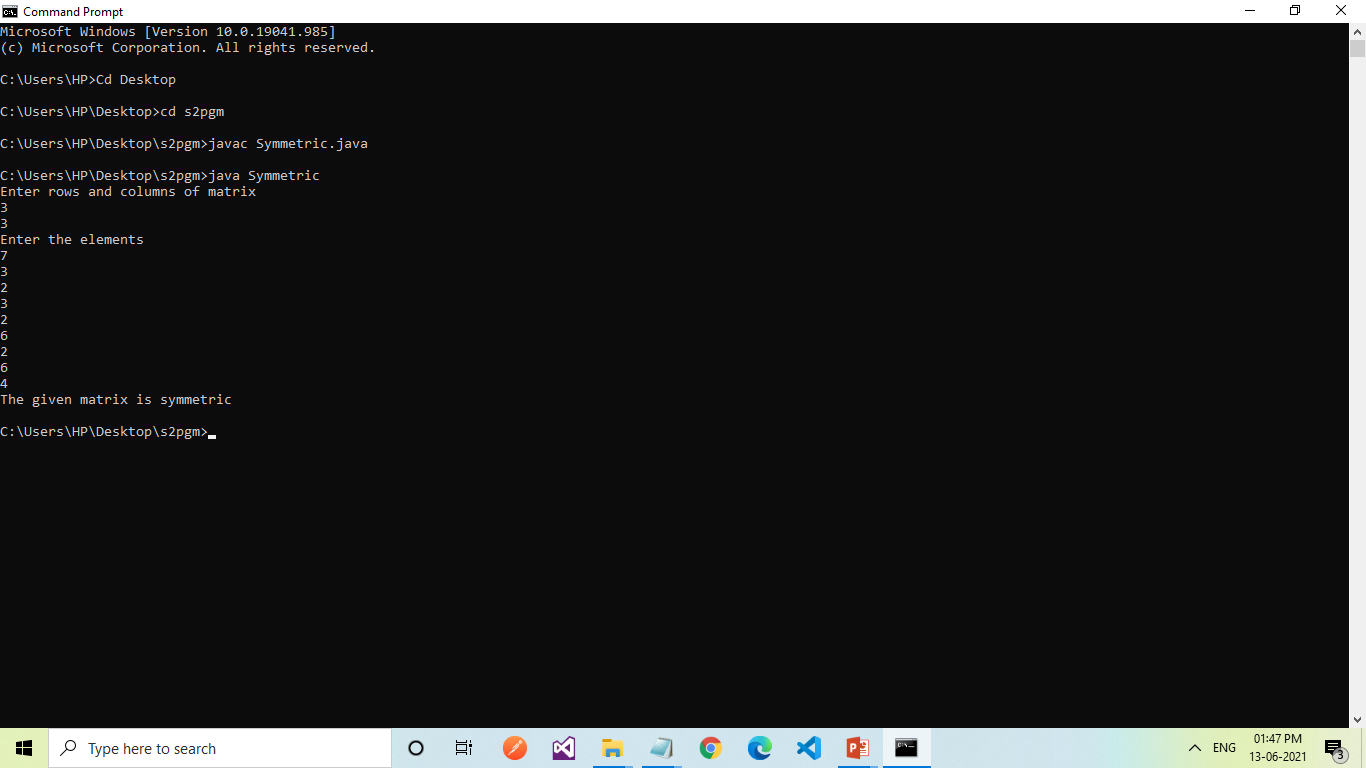 Command Prompt
Microsoft Windows [Version 10.0.19041.985]
(c) Microsoft Corporation. All rights reserved.
C:\Users\HP>Cd Desktop
C:\Users\HP\Desktop>cd s2pgm
C:\Users\HP\Desktop\s2pgm>javac Symmetric.java
C:\Users\HP\Desktop\s2pgm>java Symmetric
Enter rows and columns of matrix
3
3
Enter the elements
7
3
2
3
2
6
2
6
4
The given matrix is symmetric
C:\Users\HP\Desktop\s2pgm>
Type here to search
ENG
01:47 PM
13-06-2021
3